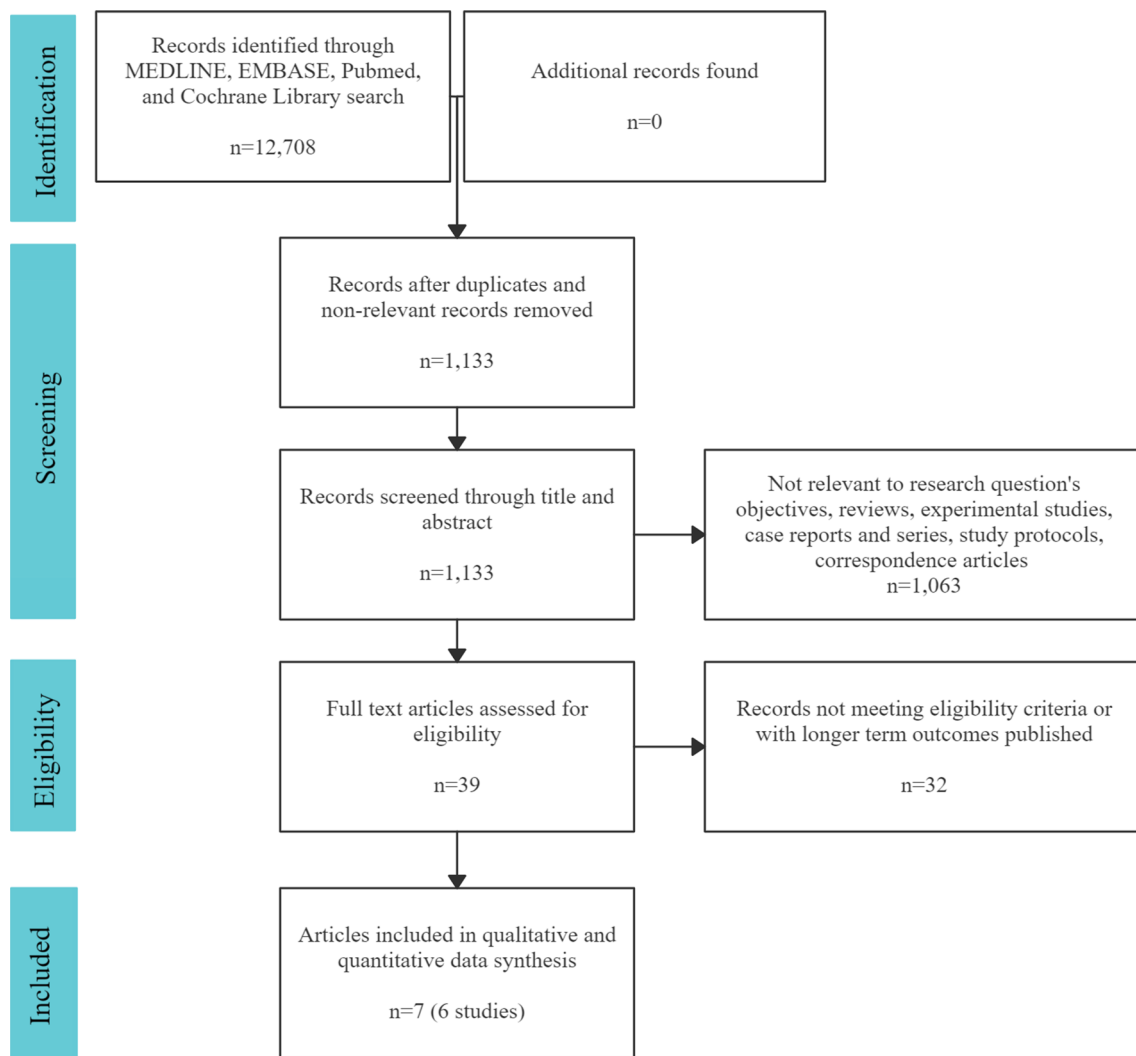 Identification
Records identified through
MEDLINE, EMBASE, Pubmed,
and Cochrane Library search
n=12,708
Additional records found
n=0
Screening
Records after duplicates and
non-relevant records removed
n=1,133
Records screened through title and
abstract
n=1,133
Not relevant to research question's
objectives, reviews, experimental studies,
case reports and series, study protocols,
correspondence articles
n=1,063
Eligibility
Full text articles assessed for
eligibility
n=39
Records not meeting eligibility criteria or
with longer term outcomes published
n=32
Included
Articles included in qualitative and
quantitative data synthesis
n=7 (6 studies)